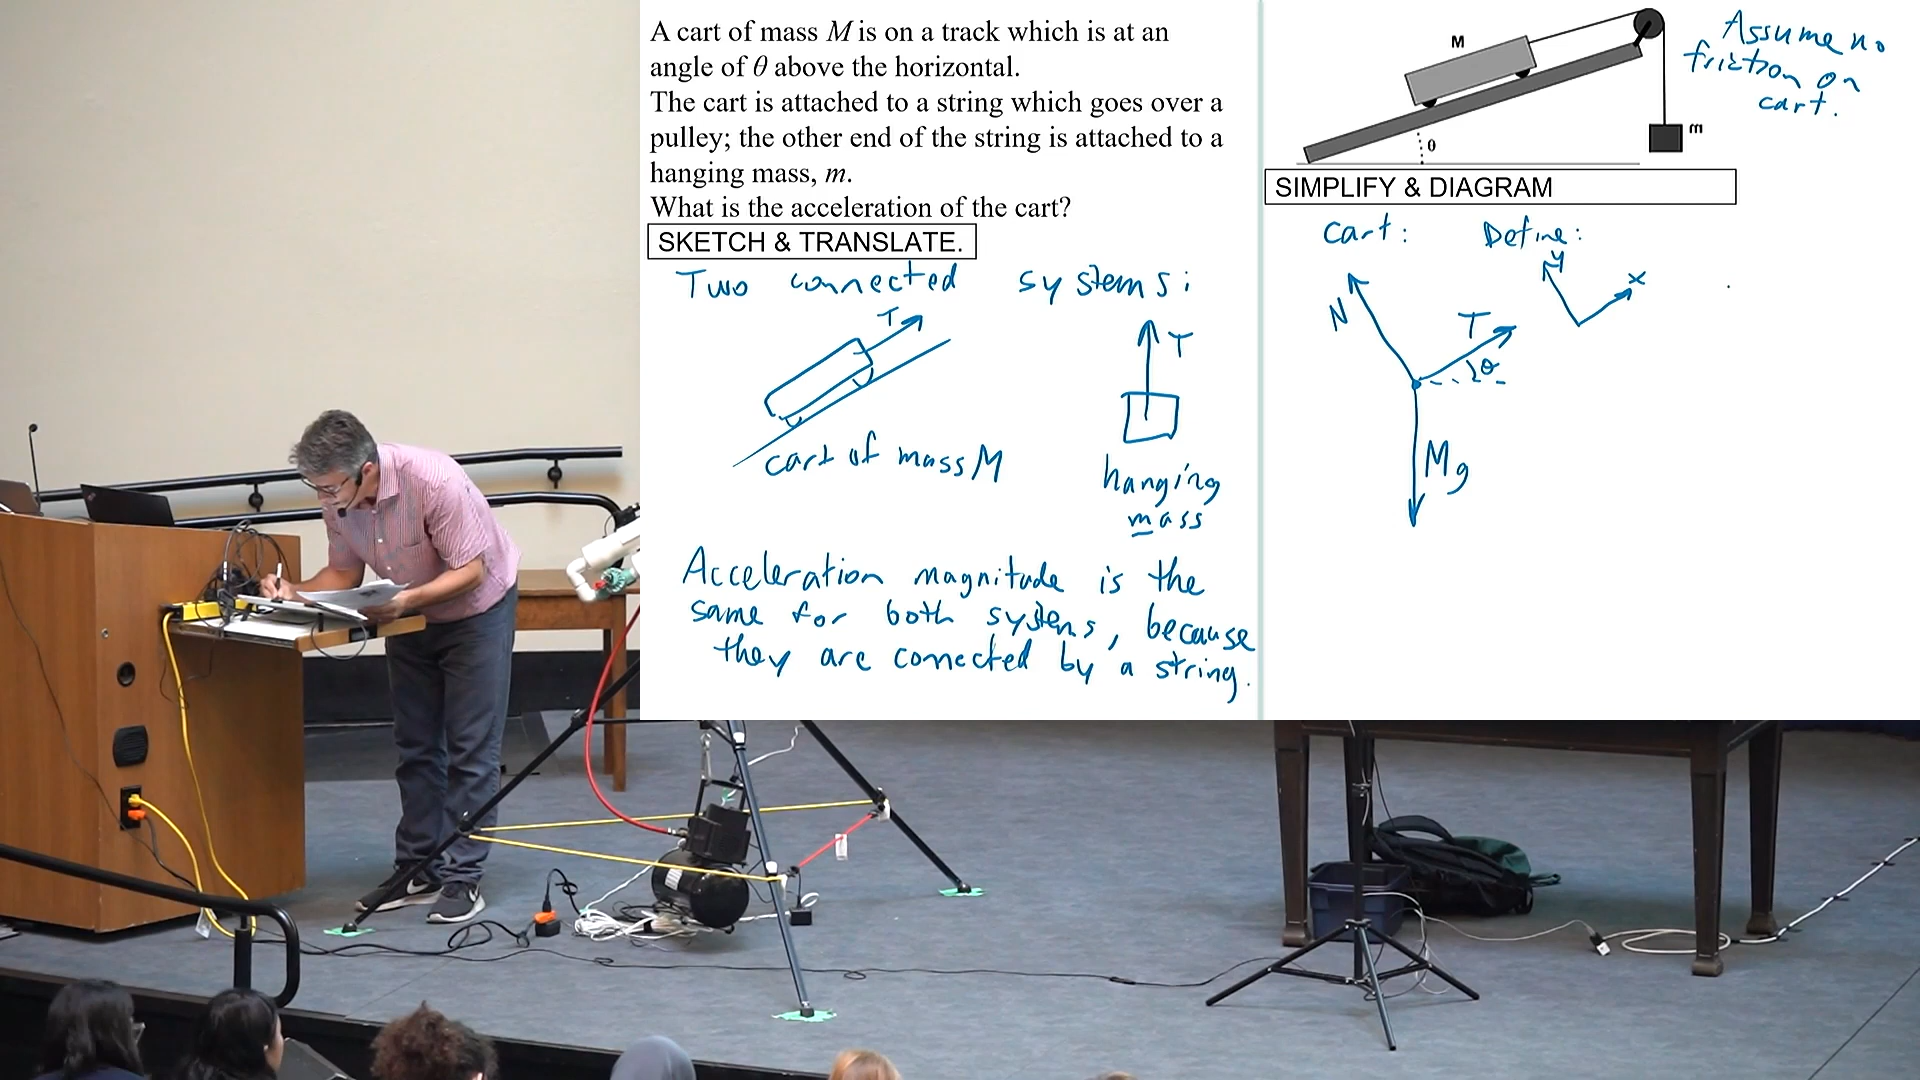 A cart of mass M is on a track which is at an
angle of θ above the horizontal.
The cart is attached to a string which goes over a
pulley; the other end of the string is attached to a
hanging mass, m.
What is the acceleration of the cart?
SKETCH & TRANSLATE.
Two connected systems:
T
T
cart of mass M
hanging
mass
Acceleration magnitude is the
same for both systems, because
they are connected by a string.
M
m
θ
Assume no
friction on
cart.
SIMPLIFY & DIAGRAM
Cart: Define:
y
x
N
T
θ
Mg